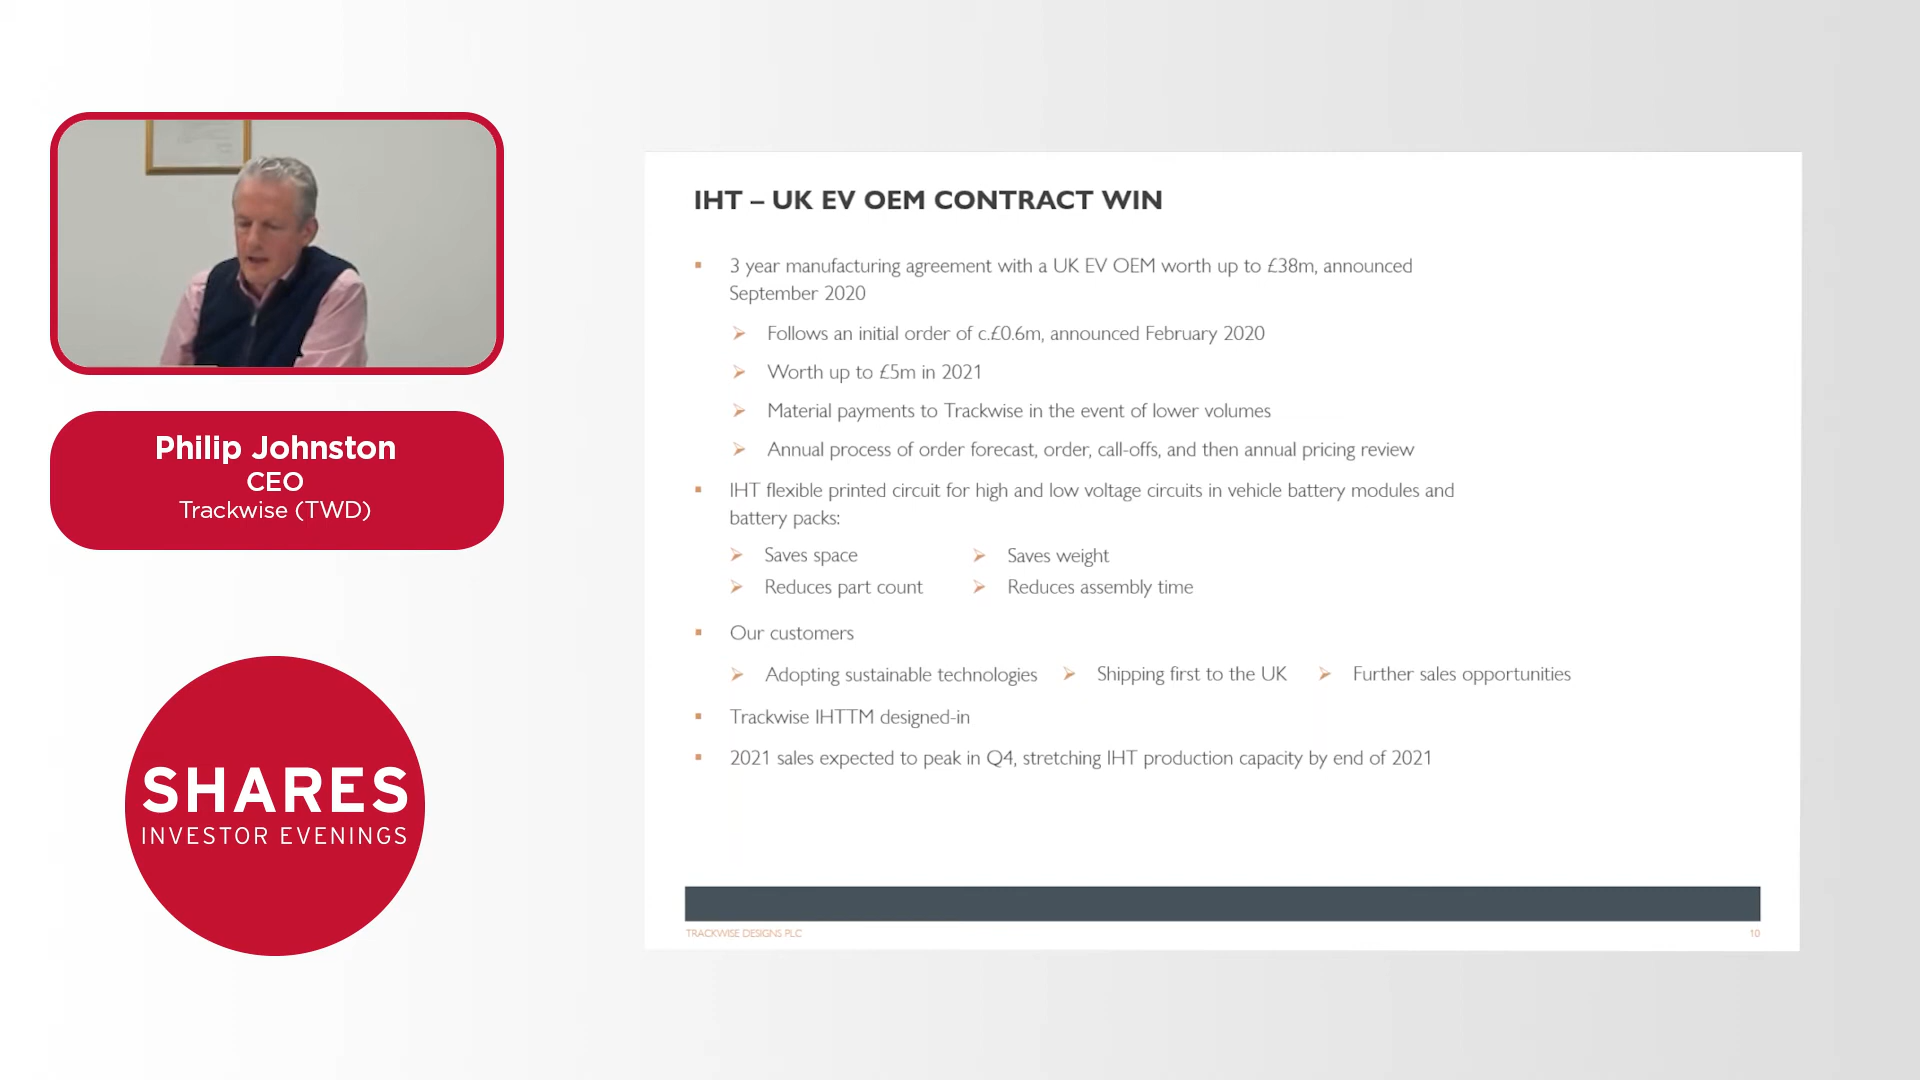 Philip Johnston
CEO
Trackwise (TWD)
SHARES
INVESTOR EVENINGS
IHT – UK EV OEM CONTRACT WIN
3 year manufacturing agreement with a UK EV OEM worth up to £38m, announced
September 2020
Follows an initial order of c.£0.6m, announced February 2020
Worth up to £5m in 2021
Material payments to Trackwise in the event of lower volumes
Annual process of order forecast, order, call-offs, and then annual pricing review
IHT flexible printed circuit for high and low voltage circuits in vehicle battery modules and
battery packs:
Saves space Saves weight
Reduces part count Reduces assembly time
Our customers
Adopting sustainable technologies Shipping first to the UK Further sales opportunities
Trackwise IHTTM designed-in
2021 sales expected to peak in Q4, stretching IHT production capacity by end of 2021
TRACKWISE DESIGNS PLC 10